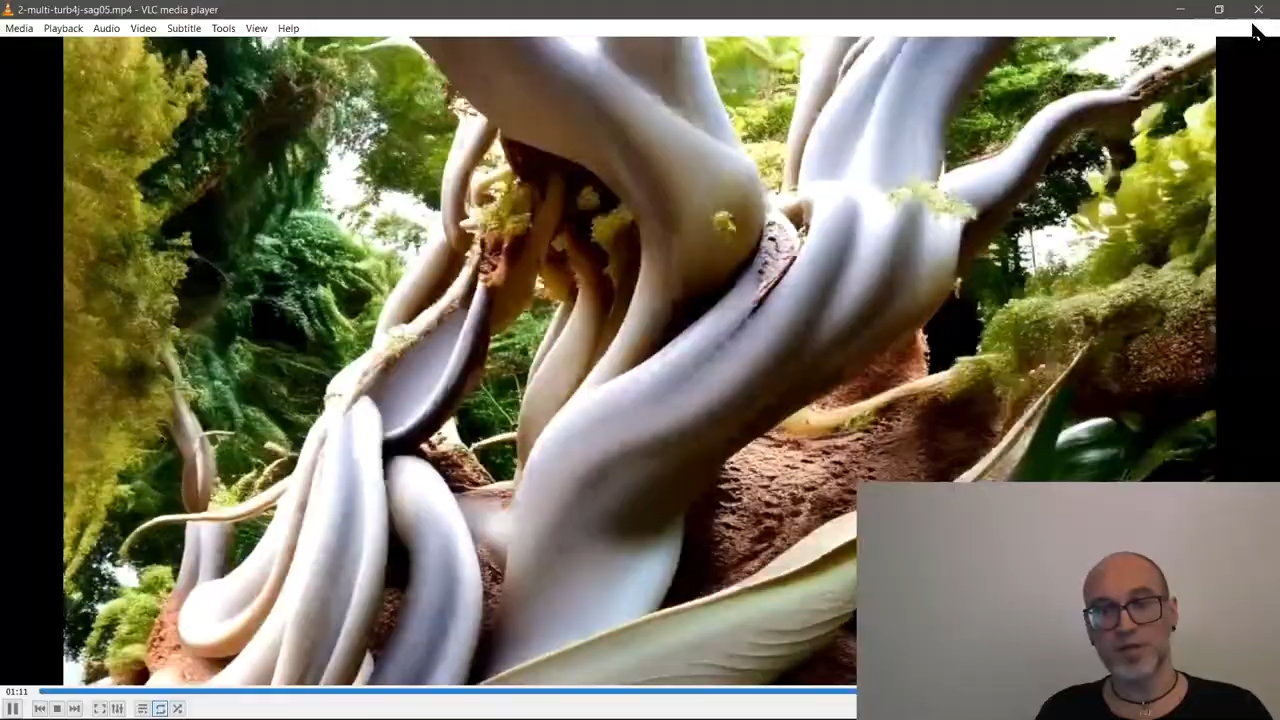 2-multi-turb4j-sag05.mp4 - VLC media player
Media Playback Audio Video Subtitle Tools View Help
01:11